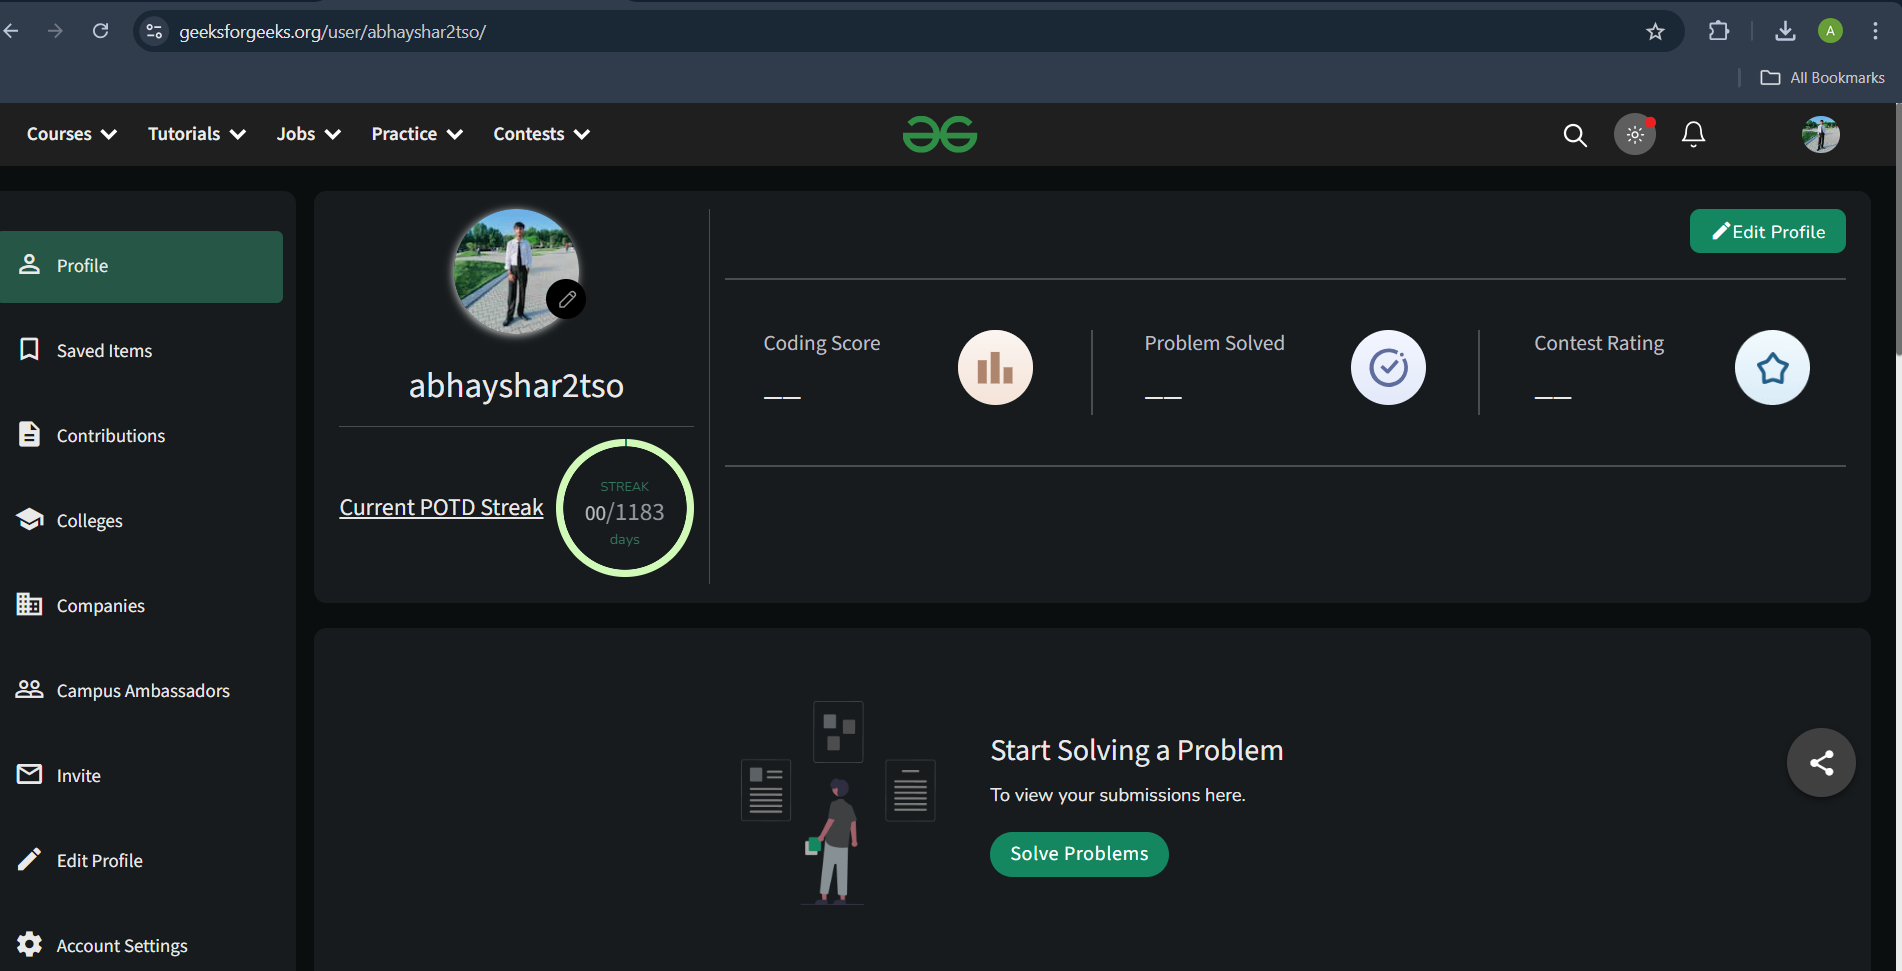 geeksforgeeks.org/user/abhayshar2tso/
A
All Bookmarks
Courses
Tutorials
Jobs
Practice
Contests
Profile
Saved Items
Contributions
Colleges
Companies
Campus Ambassadors
Invite
Edit Profile
Account Settings
abhayshar2tso
Current POTD Streak
STREAK
00/1183
days
Edit Profile
Coding Score
__
Problem Solved
__
Contest Rating
__
Start Solving a Problem
To view your submissions here.
Solve Problems